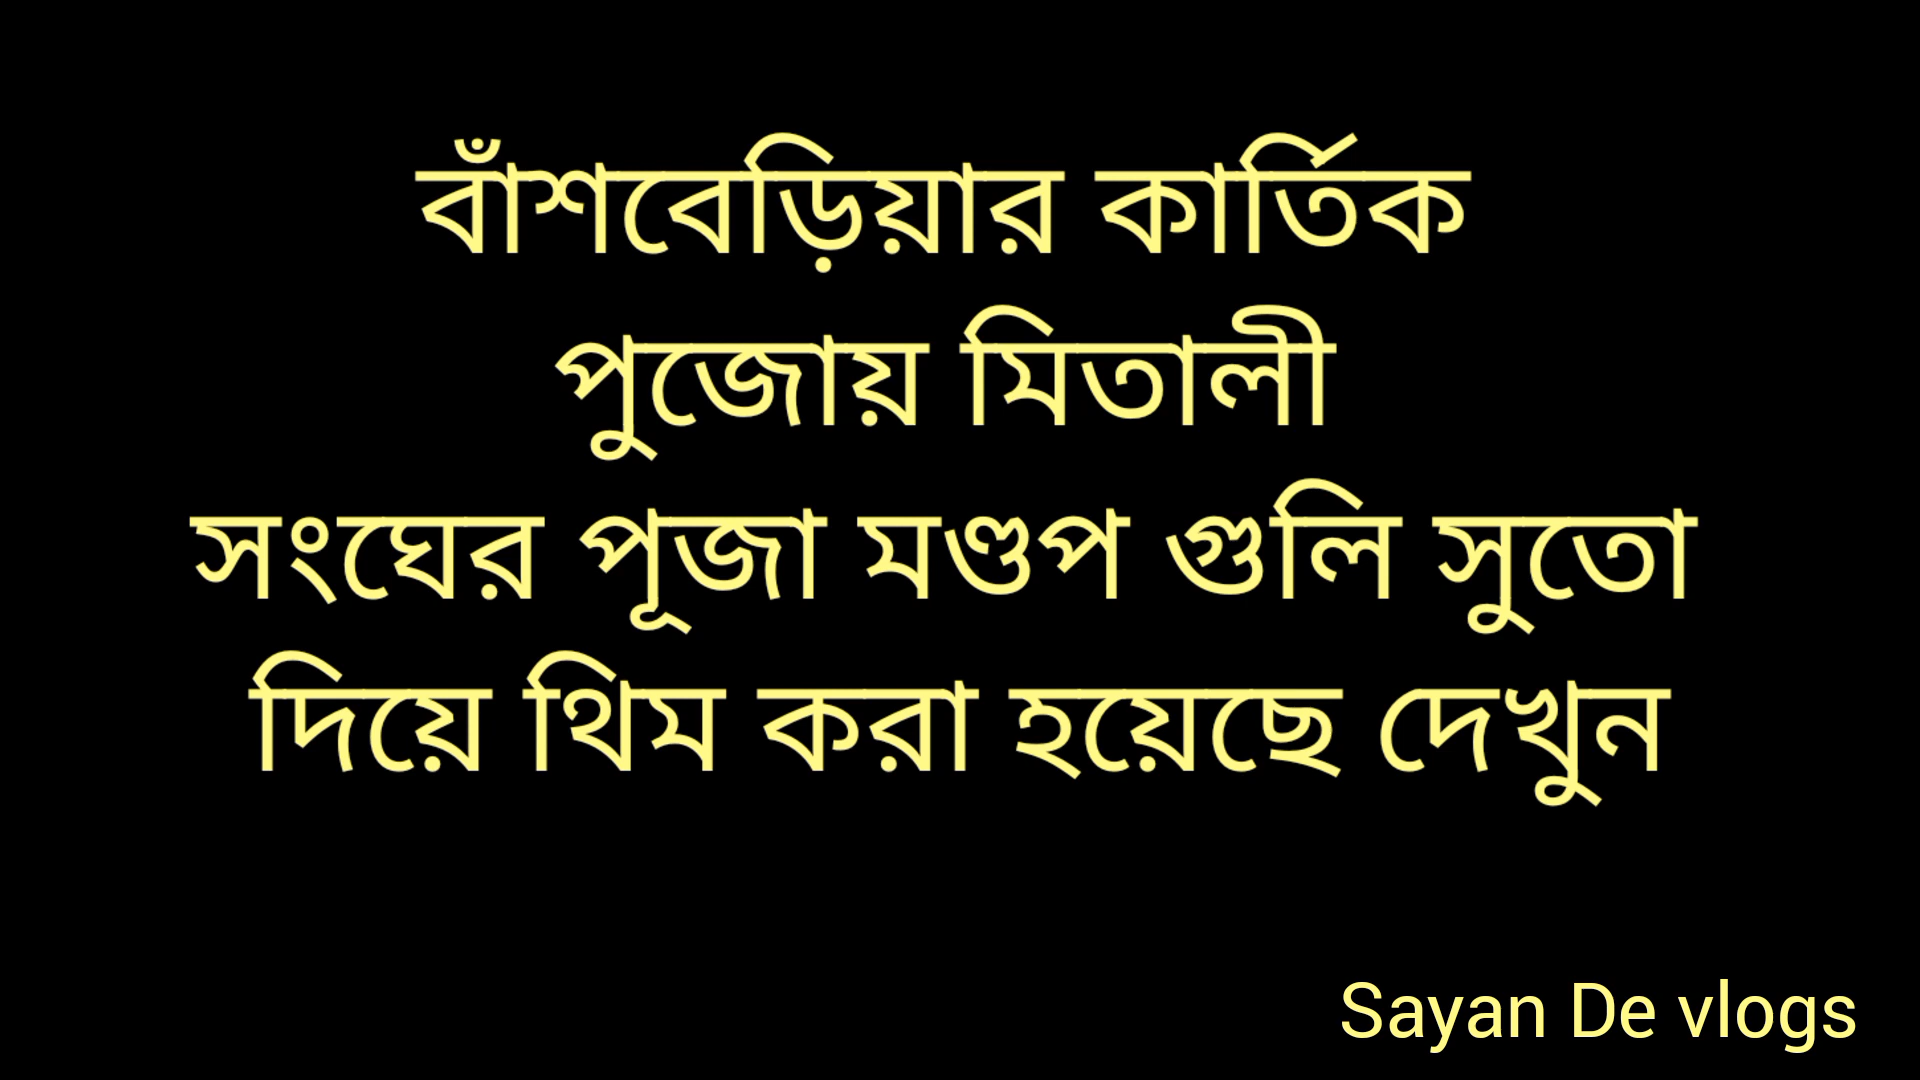 বাঁশবেড়িয়ার কার্তিক
পুজোয় মিতালী
সংঘের পূজা মণ্ডপ গুলি সুতো
দিয়ে থিম করা হয়েছে দেখুন
Sayan De vlogs